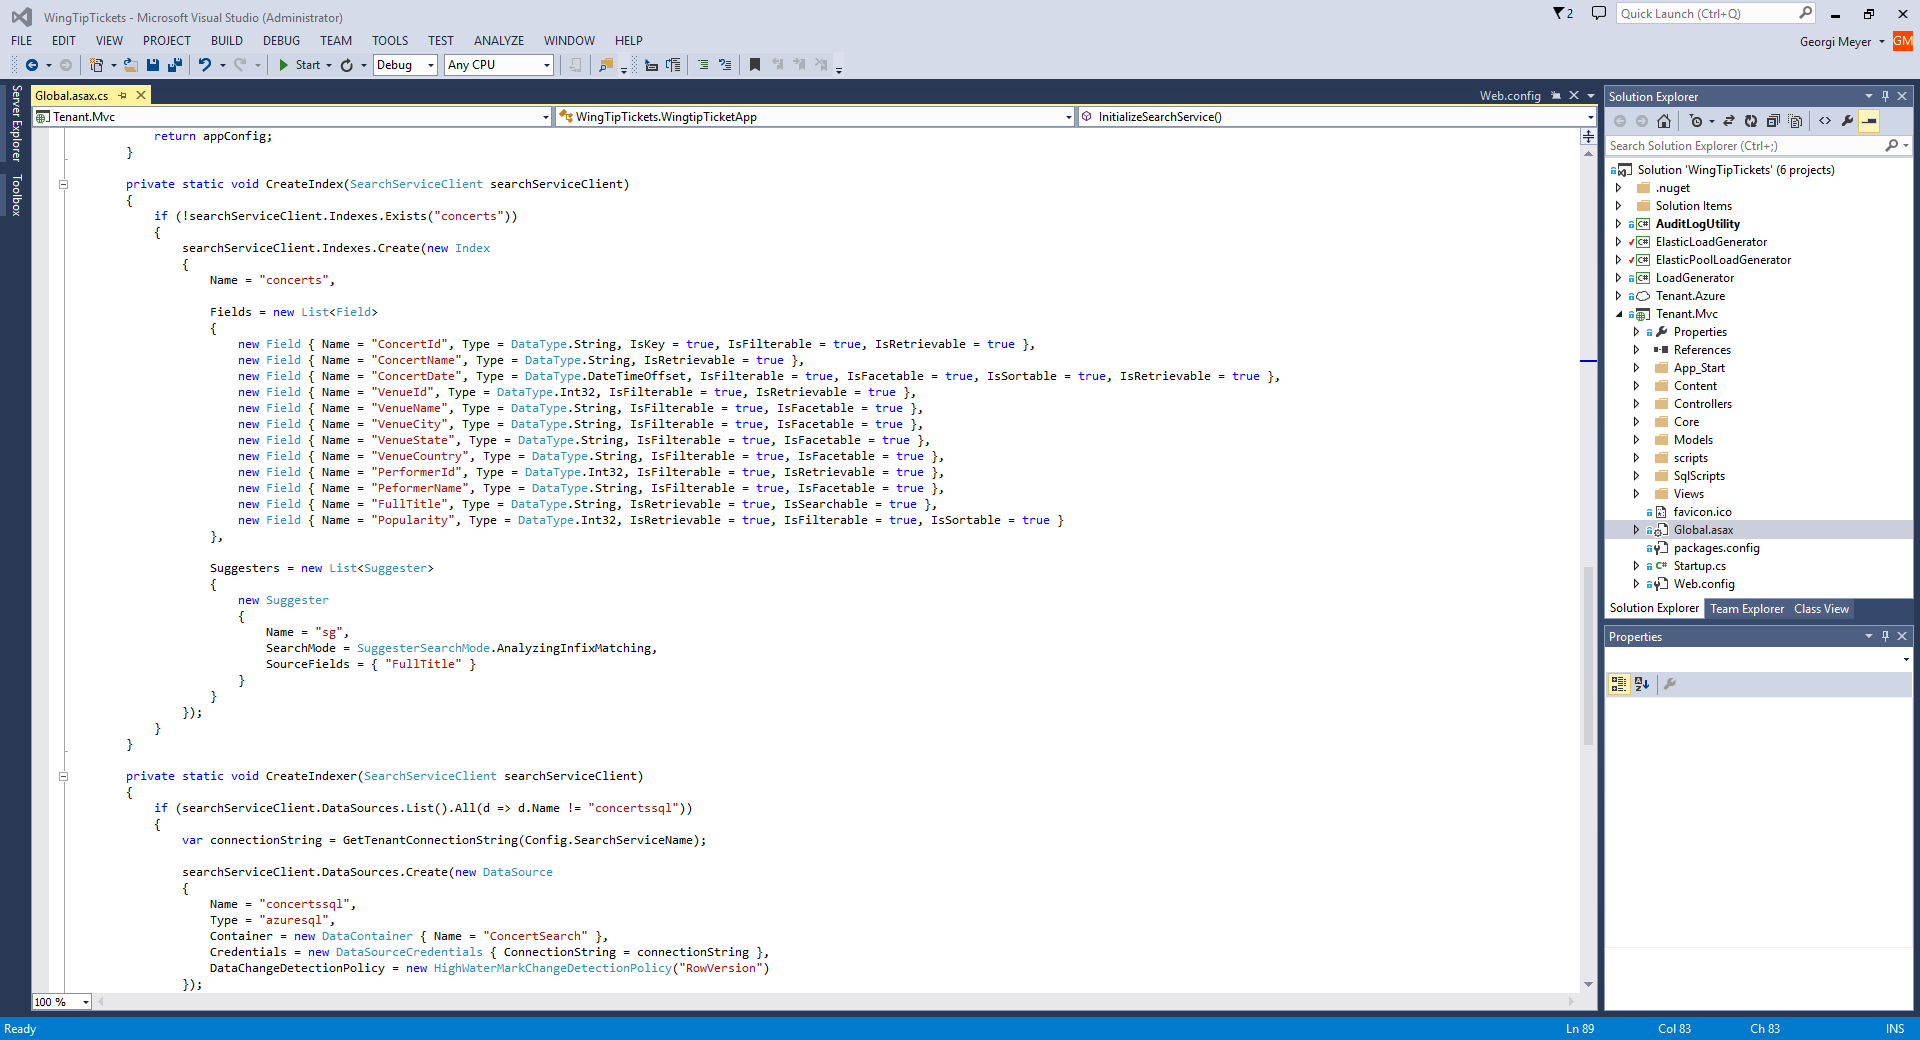 WingTipTickets - Microsoft Visual Studio (Administrator)
2
Quick Launch (Ctrl+Q)
FILE EDIT VIEW PROJECT BUILD DEBUG TEAM TOOLS TEST ANALYZE WINDOW HELP
Georgi Meyer GM
Start Debug Any CPU
Server Explorer
Toolbox
Global.asax.cs
Web.config
Tenant.Mvc
WingTipTickets.WingtipTicketApp
InitializeSearchService()
return appConfig;
}
private static void CreateIndex(SearchServiceClient searchServiceClient)
{
if (!searchServiceClient.Indexes.Exists("concerts"))
{
searchServiceClient.Indexes.Create(new Index
{
Name = "concerts",
Fields = new List<Field>
{
new Field { Name = "ConcertId", Type = DataType.String, IsKey = true, IsFilterable = true, IsRetrievable = true },
new Field { Name = "ConcertName", Type = DataType.String, IsRetrievable = true },
new Field { Name = "ConcertDate", Type = DataType.DateTimeOffset, IsFilterable = true, IsFacetable = true, IsSortable = true, IsRetrievable = true },
new Field { Name = "VenueId", Type = DataType.Int32, IsFilterable = true, IsRetrievable = true },
new Field { Name = "VenueName", Type = DataType.String, IsFilterable = true, IsFacetable = true },
new Field { Name = "VenueCity", Type = DataType.String, IsFilterable = true, IsFacetable = true },
new Field { Name = "VenueState", Type = DataType.String, IsFilterable = true, IsFacetable = true },
new Field { Name = "VenueCountry", Type = DataType.String, IsFilterable = true, IsFacetable = true },
new Field { Name = "PerformerId", Type = DataType.Int32, IsFilterable = true, IsRetrievable = true },
new Field { Name = "PeformerName", Type = DataType.String, IsFilterable = true, IsFacetable = true },
new Field { Name = "FullTitle", Type = DataType.String, IsRetrievable = true, IsSearchable = true },
new Field { Name = "Popularity", Type = DataType.Int32, IsRetrievable = true, IsFilterable = true, IsSortable = true }
},
Suggesters = new List<Suggester>
{
new Suggester
{
Name = "sg",
SearchMode = SuggesterSearchMode.AnalyzingInfixMatching,
SourceFields = { "FullTitle" }
}
}
});
}
}
private static void CreateIndexer(SearchServiceClient searchServiceClient)
{
if (searchServiceClient.DataSources.List().All(d => d.Name != "concertssql"))
{
var connectionString = GetTenantConnectionString(Config.SearchServiceName);
searchServiceClient.DataSources.Create(new DataSource
{
Name = "concertssql",
Type = "azuresql",
Container = new DataContainer { Name = "ConcertSearch" },
Credentials = new DataSourceCredentials { ConnectionString = connectionString },
DataChangeDetectionPolicy = new HighWaterMarkChangeDetectionPolicy("RowVersion")
});
100 %
Solution Explorer
Search Solution Explorer (Ctrl+;)
Solution 'WingTipTickets' (6 projects)
.nuget
Solution Items
C# AuditLogUtility
C# ElasticLoadGenerator
C# ElasticPoolLoadGenerator
C# LoadGenerator
Tenant.Azure
Tenant.Mvc
Properties
References
App_Start
Content
Controllers
Core
Models
scripts
SqlScripts
Views
favicon.ico
Global.asax
packages.config
C# Startup.cs
Web.config
Solution Explorer Team Explorer Class View
Properties
Ready
Ln 89 Col 83 Ch 83 INS